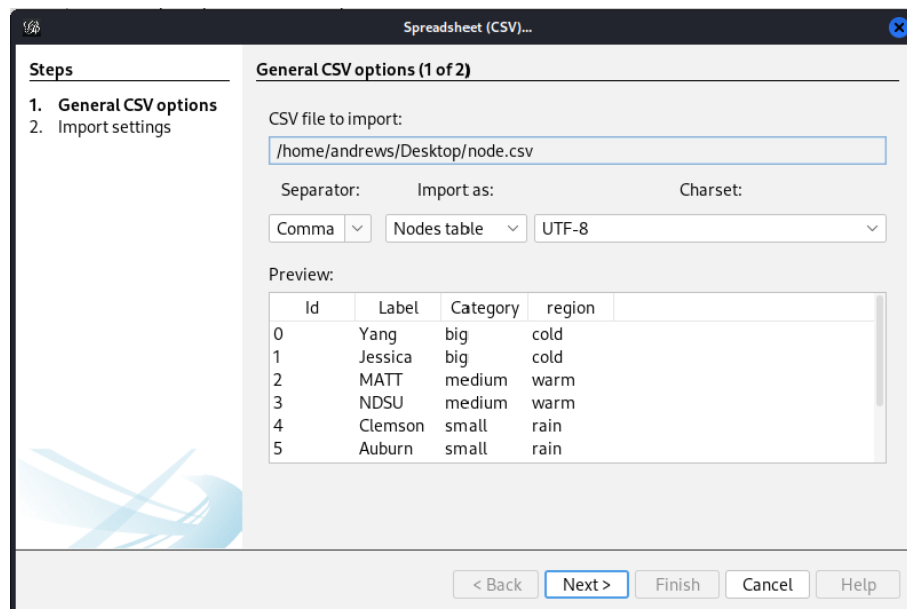 Spreadsheet (CSV)...
Steps
1. General CSV options
2. Import settings
General CSV options (1 of 2)
CSV file to import:
/home/andrews/Desktop/node.csv
Separator: Import as: Charset:
Comma Nodes table UTF-8
Preview:
Id Label Category region
0 Yang big cold
1 Jessica big cold
2 MATT medium warm
3 NDSU medium warm
4 Clemson small rain
5 Auburn small rain
< Back Next > Finish Cancel Help